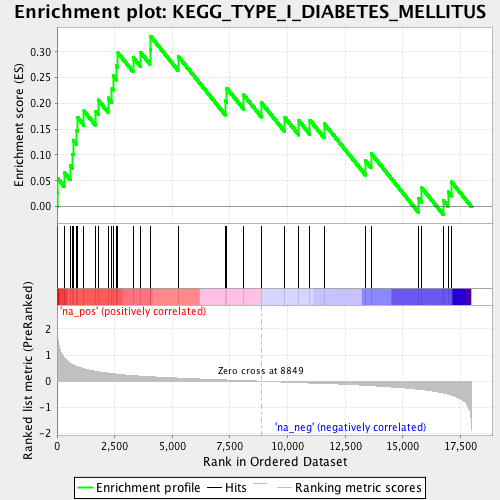 Enrichment plot: KEGG_TYPE_I_DIABETES_MELLITUS
Enrichment score (ES)
0.30
0.25
0.20
0.15
0.10
0.05
0.00
'na_pos' (positively correlated)
Ranked list metric (PreRanked)
2
1
0
-1
-2
Zero cross at 8849
'na_neg' (negatively correlated)
0
2,500
5,000
7,500
10,000
12,500
15,000
17,500
Rank in Ordered Dataset
Enrichment profile
Hits
Ranking metric scores